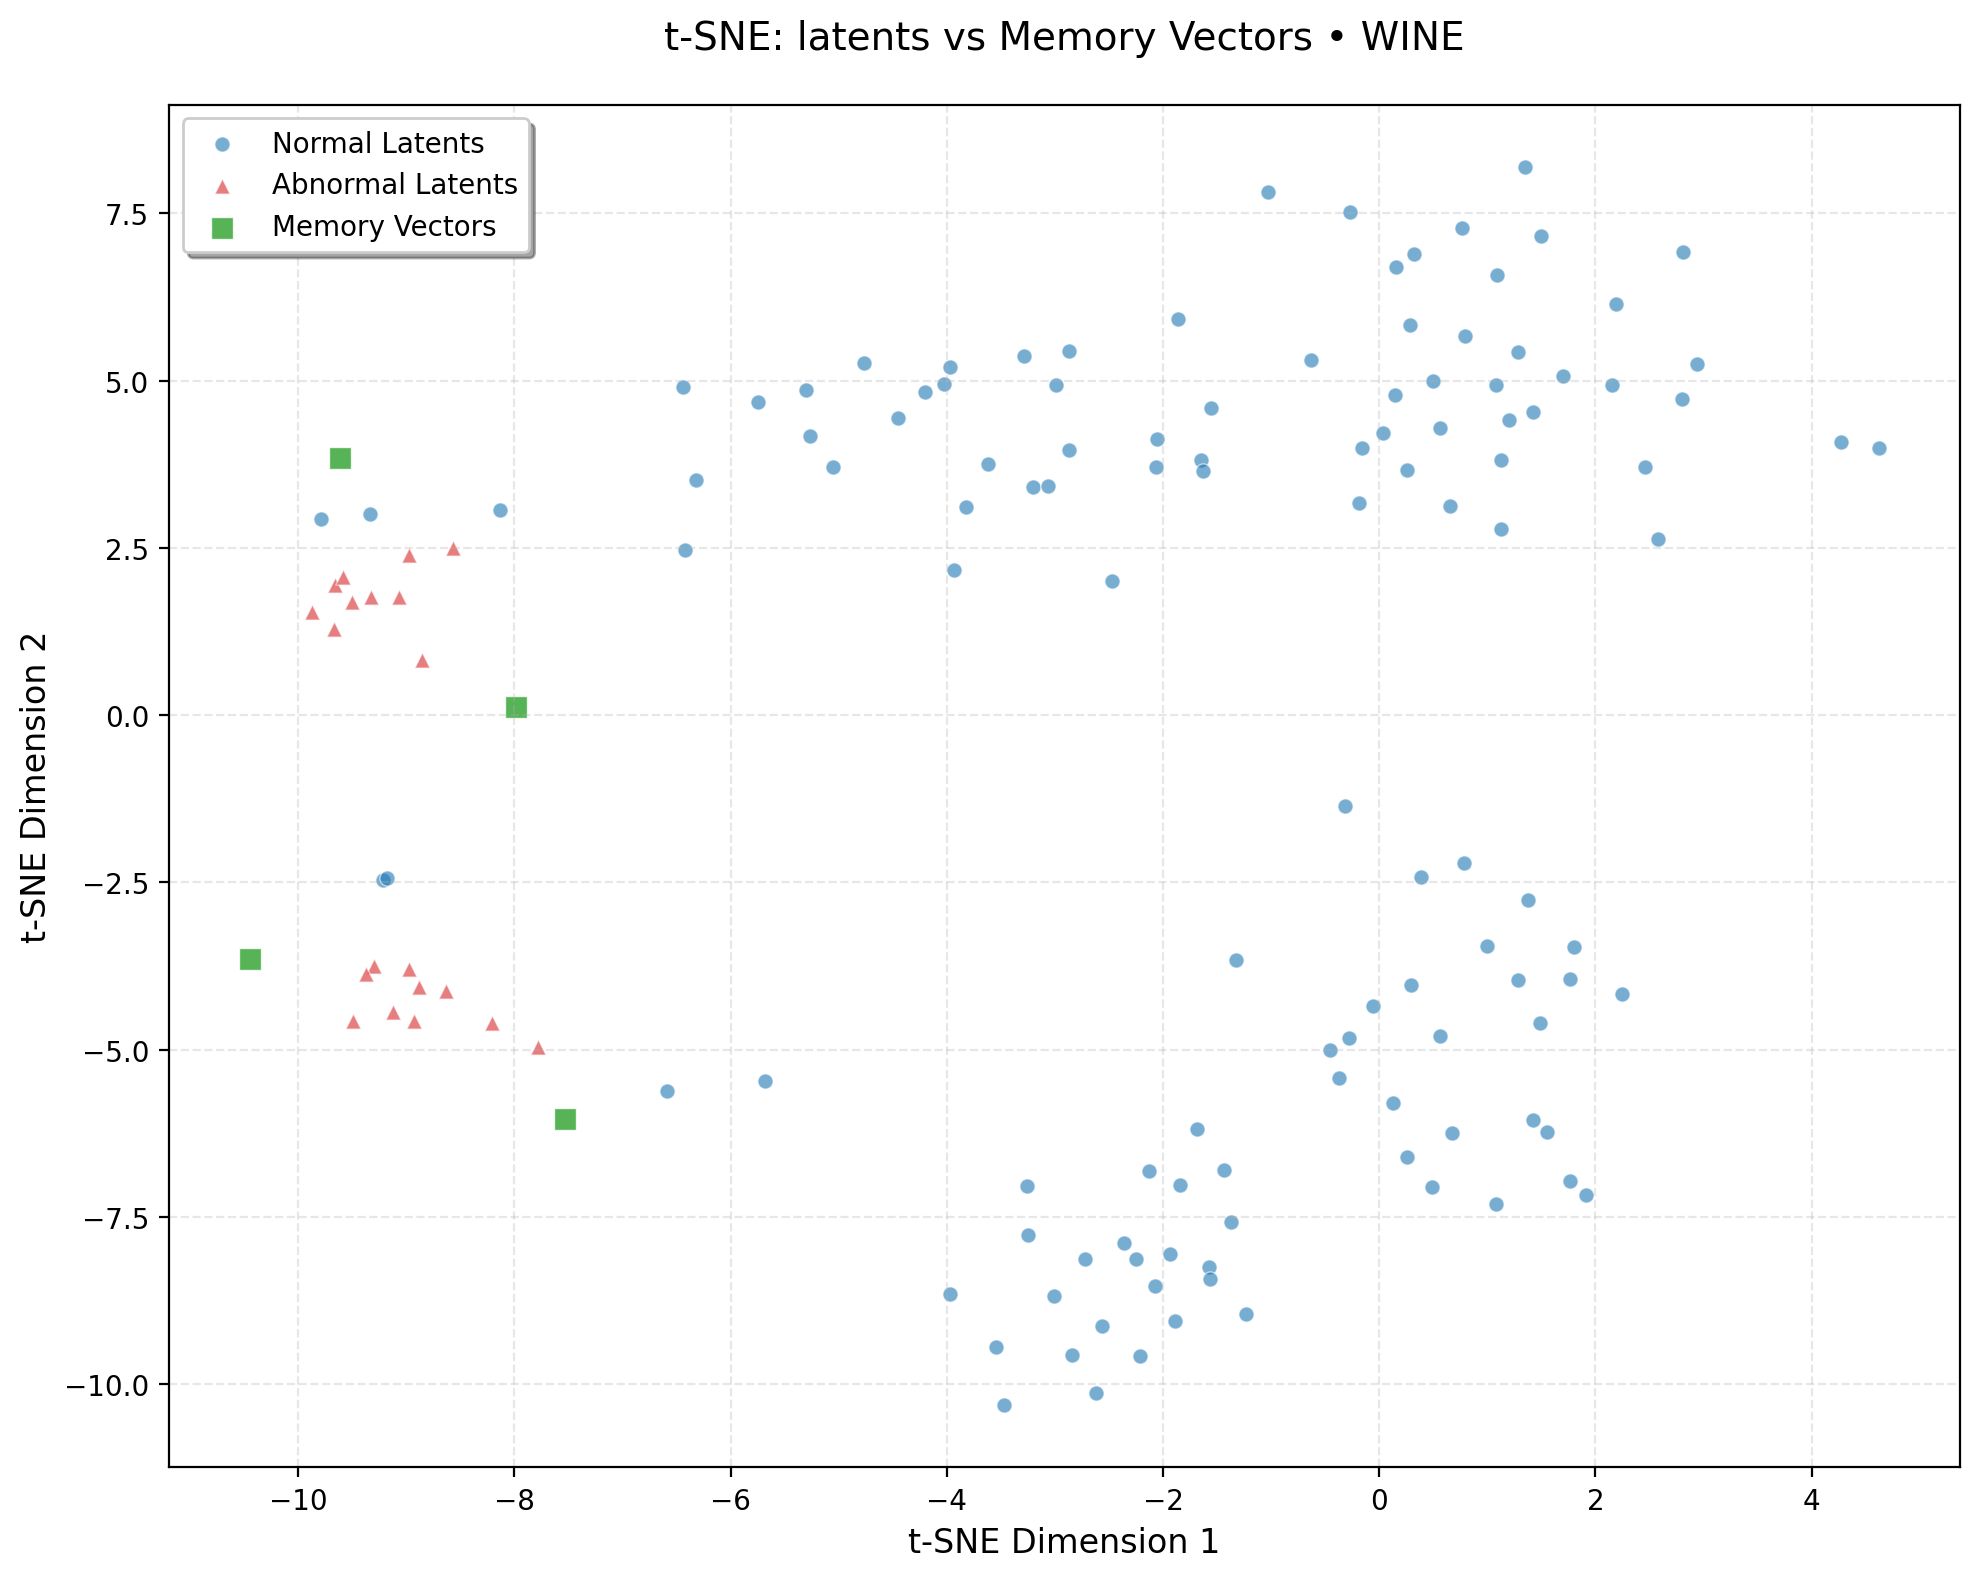 t-SNE: latents vs Memory Vectors • WINE
Normal Latents
Abnormal Latents
Memory Vectors
7.5
5.0
2.5
0.0
−2.5
−5.0
−7.5
−10.0
t-SNE Dimension 2
−10 −8 −6 −4 −2 0 2 4
t-SNE Dimension 1